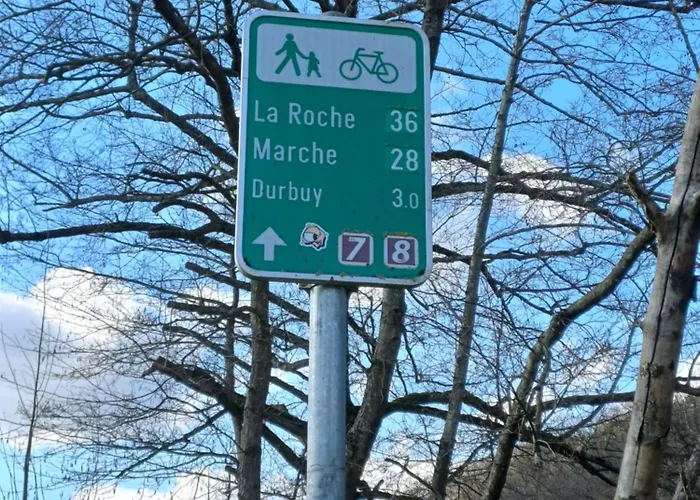 La Roche 36
Marche 28
Durbuy 3.0
7 8